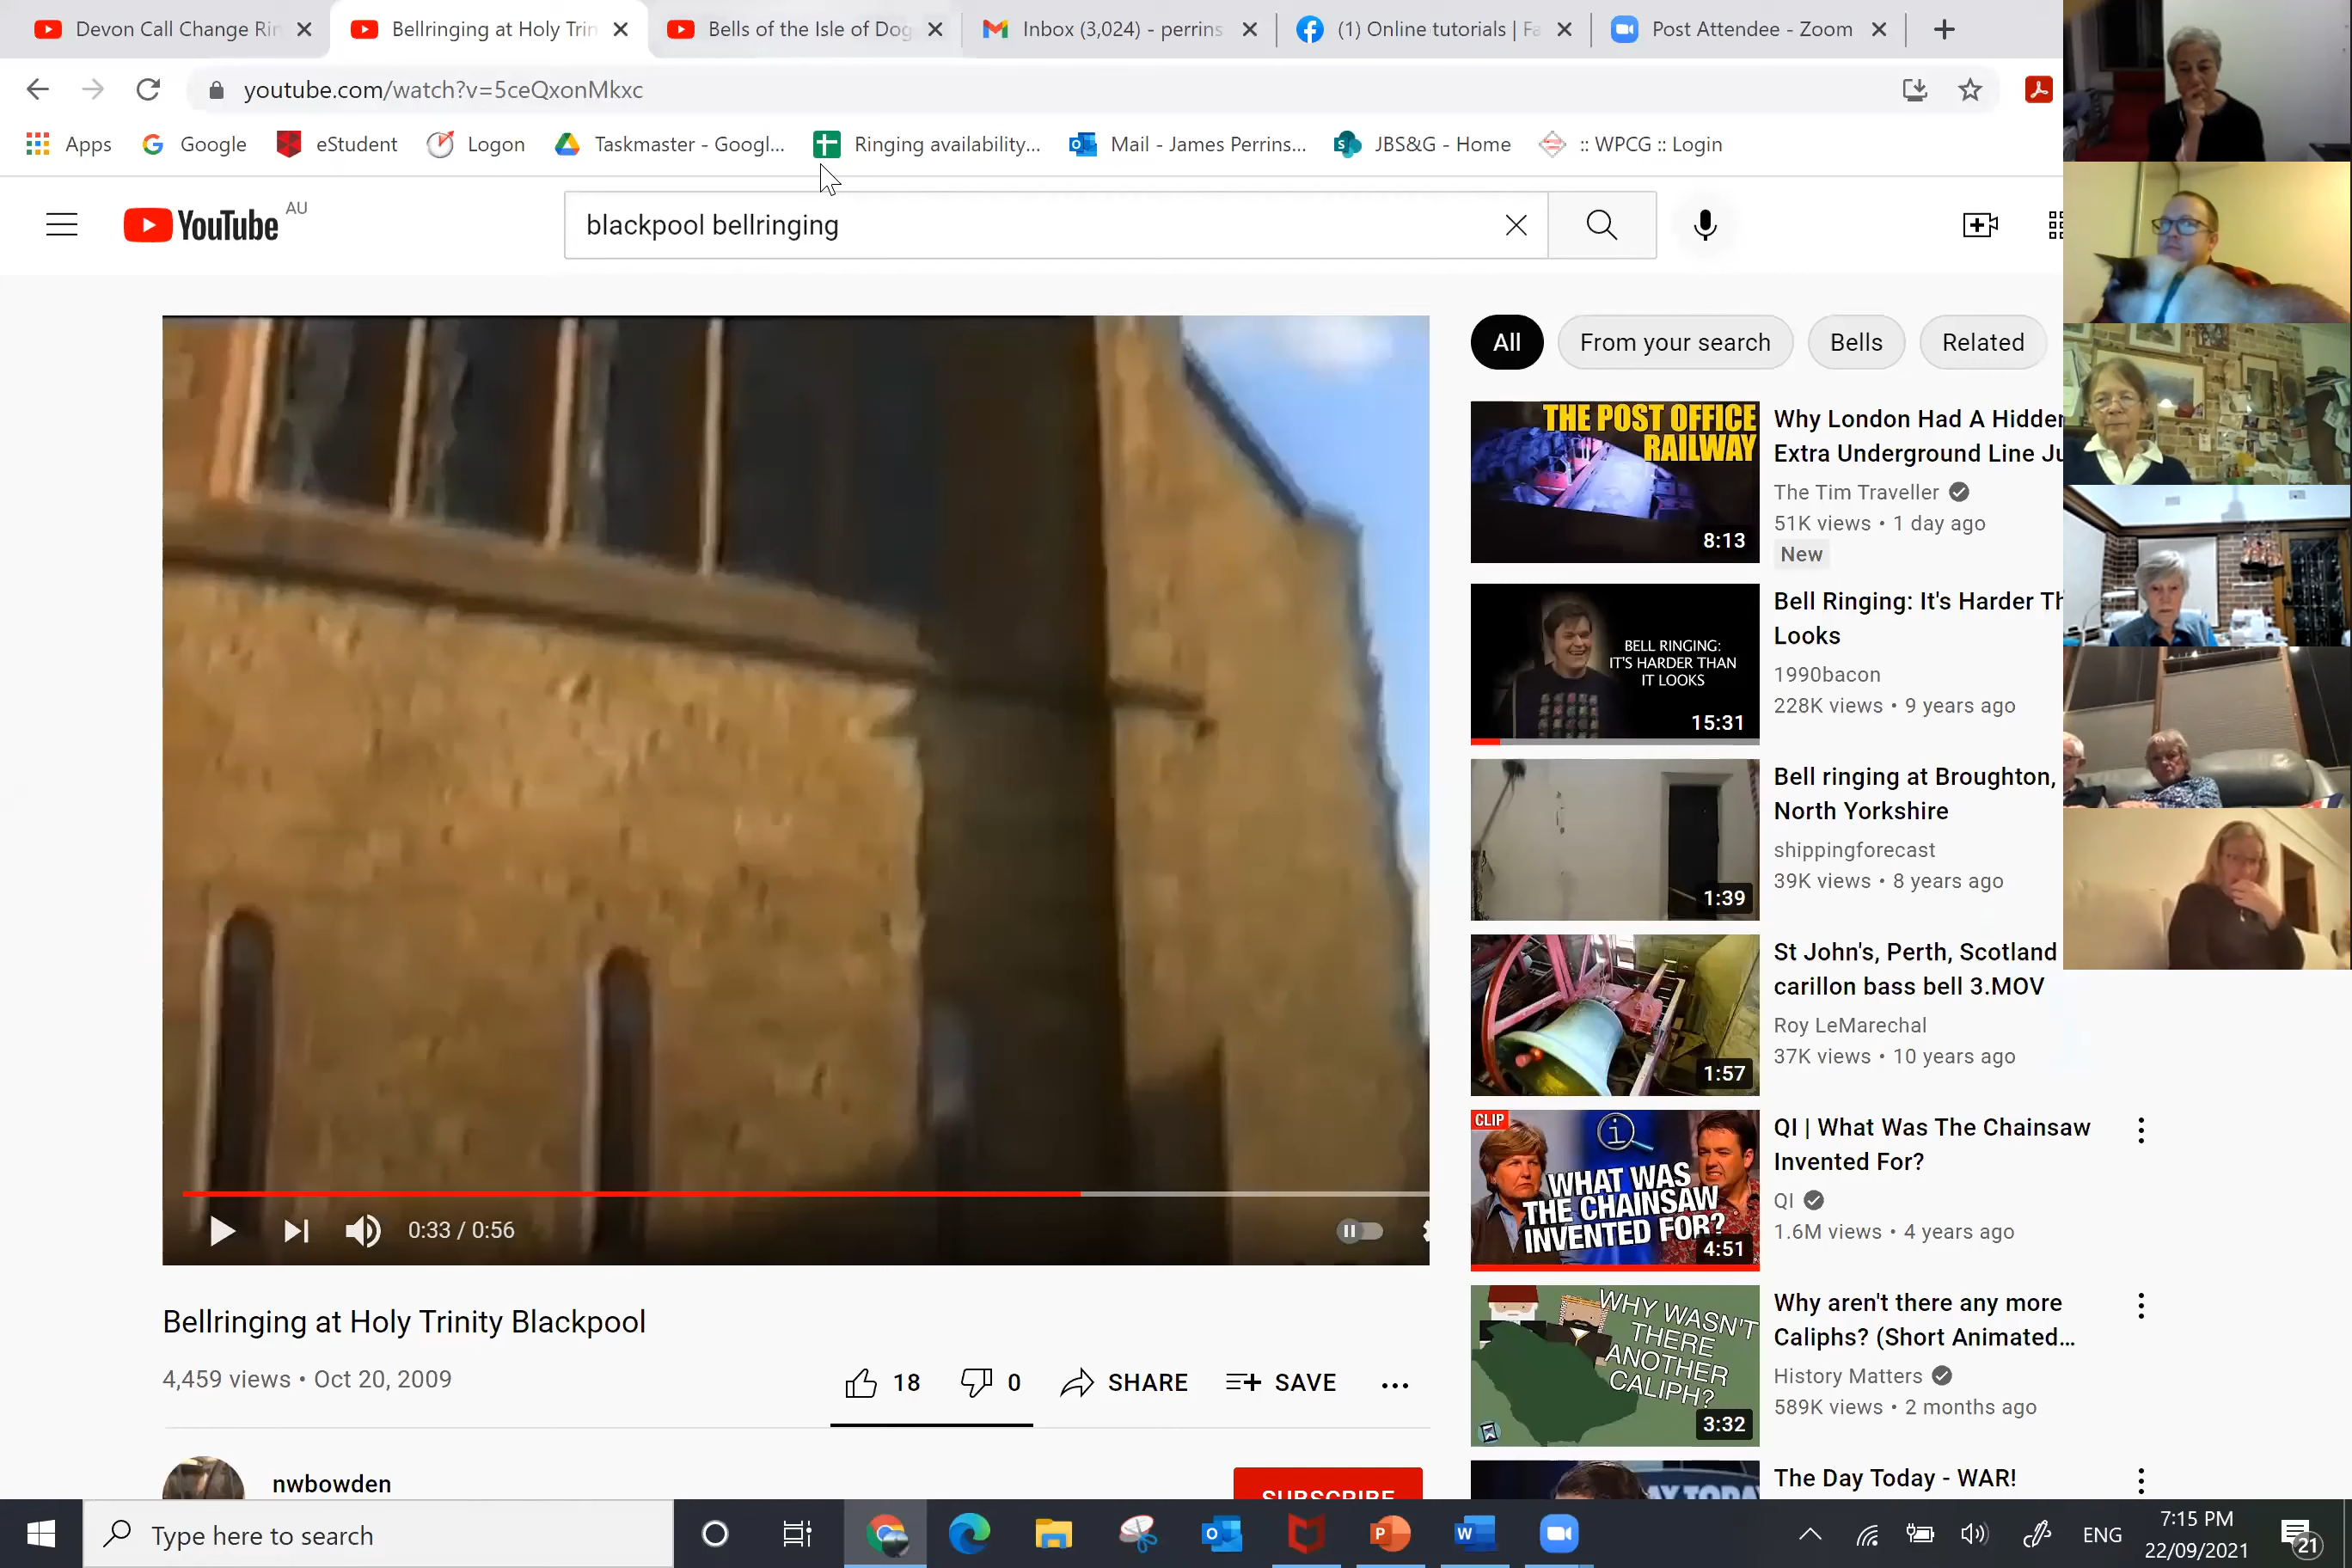 Devon Call Change Rin
Bellringing at Holy Trin
Bells of the Isle of Dog
Inbox (3,024) - perrins
(1) Online tutorials | Fa
Post Attendee - Zoom
youtube.com/watch?v=5ceQxonMkxc
Apps
Google
eStudent
Logon
Taskmaster - Googl...
Ringing availability...
Mail - James Perrins...
JBS&G - Home
:: WPCG :: Login
YouTube AU
blackpool bellringing
All
From your search
Bells
Related
THE POST OFFICE
RAILWAY
8:13
Why London Had A Hidden
Extra Underground Line Ju
The Tim Traveller
51K views • 1 day ago
New
BELL RINGING:
IT'S HARDER THAN
IT LOOKS
15:31
Bell Ringing: It's Harder Th
Looks
1990bacon
228K views • 9 years ago
1:39
Bell ringing at Broughton,
North Yorkshire
shippingforecast
39K views • 8 years ago
1:57
St John's, Perth, Scotland
carillon bass bell 3.MOV
Roy LeMarechal
37K views • 10 years ago
CLIP
WHAT WAS
THE CHAINSAW
INVENTED FOR?
4:51
QI | What Was The Chainsaw
Invented For?
QI
1.6M views • 4 years ago
WHY WASN'T
THERE
ANOTHER
CALIPH?
3:32
Why aren't there any more
Caliphs? (Short Animated...
History Matters
589K views • 2 months ago
AY TODA
The Day Today - WAR!
0:33 / 0:56
Bellringing at Holy Trinity Blackpool
4,459 views • Oct 20, 2009
18
0
SHARE
SAVE
nwbowden
SUBSCRIBE
Type here to search
ENG
7:15 PM
22/09/2021
21